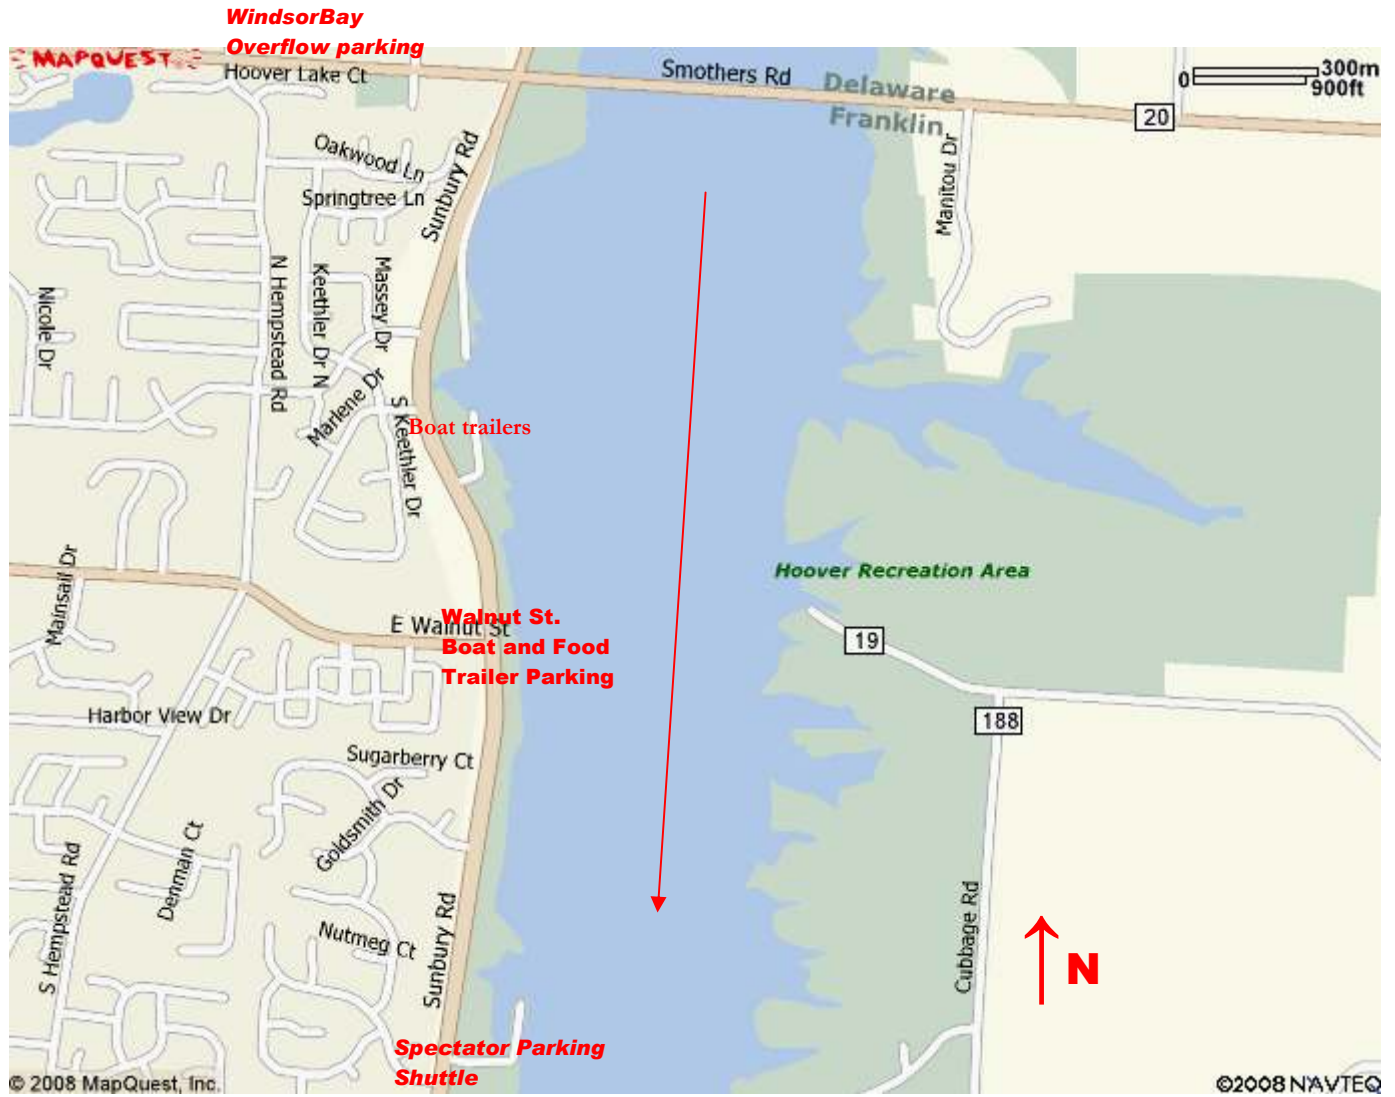 WindsorBay
Overflow parking
MAPQUEST
Hoover Lake Ct
Smothers Rd
Delaware
Franklin
0
300m
900ft
20
Oakwood Ln
Springtree Ln
Sunbury Rd
Manitou Dr
Nicole Dr
N Hempstead Rd
Keethler Dr N
Massey Dr
Marlene Dr
S Keethler Dr
Boat trailers
Mainsail Dr
Hoover Recreation Area
E Walnut St
Walnut St.
Boat and Food
Trailer Parking
19
188
Harbor View Dr
Sugarberry Ct
Goldsmith Dr
Denman Ct
S Hempstead Rd
Nutmeg Ct
Sunbury Rd
Cubbage Rd
N
Spectator Parking
Shuttle
© 2008 MapQuest, Inc.
©2008 NAVTEQ